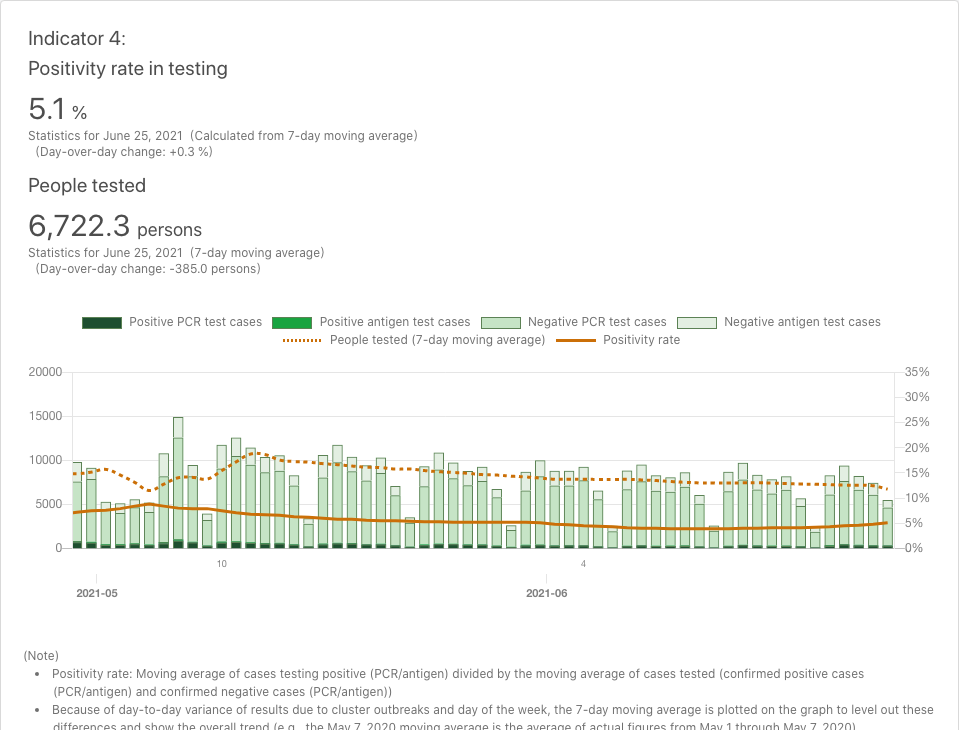 Indicator 4:
Positivity rate in testing
5.1 %
Statistics for June 25, 2021 (Calculated from 7-day moving average)
(Day-over-day change: +0.3 %)
People tested
6,722.3 persons
Statistics for June 25, 2021 (7-day moving average)
(Day-over-day change: -385.0 persons)
Positive PCR test cases Positive antigen test cases Negative PCR test cases Negative antigen test cases
People tested (7-day moving average) Positivity rate
20000 35%
30%
15000 25%
20%
10000 15%
10%
5000 5%
0 0%
10 4
2021-05 2021-06
(Note)
• Positivity rate: Moving average of cases testing positive (PCR/antigen) divided by the moving average of cases tested (confirmed positive cases
(PCR/antigen) and confirmed negative cases (PCR/antigen))
• Because of day-to-day variance of results due to cluster outbreaks and day of the week, the 7-day moving average is plotted on the graph to level out these
differences and show the overall trend (e.g., the May 7, 2020 moving average is the average of actual figures from May 1 through May 7, 2020)